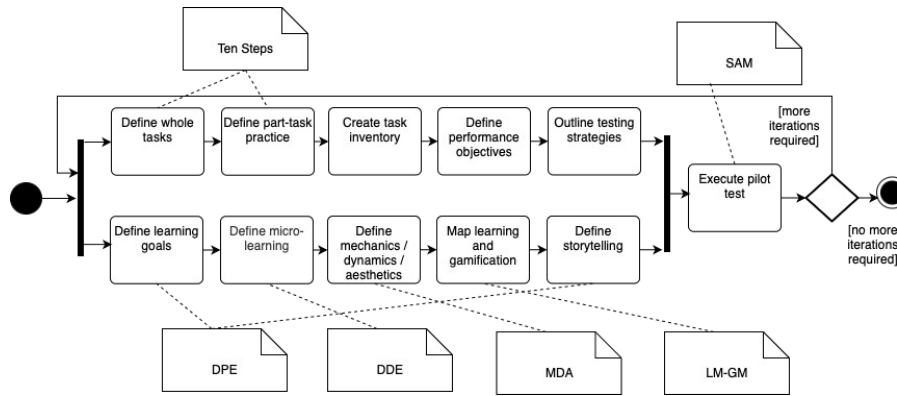 Ten Steps
SAM
Define whole
tasks
Define part-task
practice
Create task
inventory
Define
performance
objectives
Outline testing
strategies
[more
iterations
required]
Execute pilot
test
Define learning
goals
Define micro-
learning
Define
mechanics /
dynamics /
aesthetics
Map learning
and
gamification
Define
storytelling
[no more
iterations
required]
DPE
DDE
MDA
LM-GM